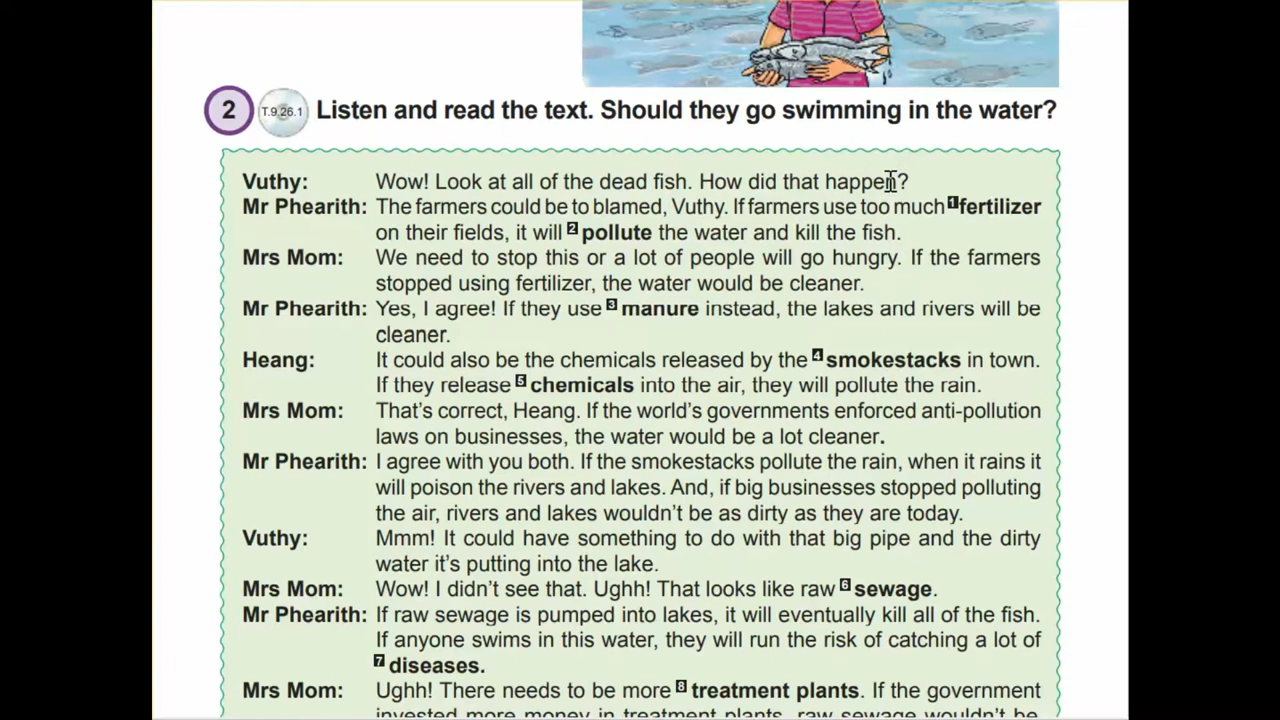 2 T.9.26.1 Listen and read the text. Should they go swimming in the water?
Vuthy: Wow! Look at all of the dead fish. How did that happen?
Mr Phearith: The farmers could be to blamed, Vuthy. If farmers use too much 1 fertilizer
on their fields, it will 2 pollute the water and kill the fish.
Mrs Mom: We need to stop this or a lot of people will go hungry. If the farmers
stopped using fertilizer, the water would be cleaner.
Mr Phearith: Yes, I agree! If they use 3 manure instead, the lakes and rivers will be
cleaner.
Heang: It could also be the chemicals released by the 4 smokestacks in town.
If they release 5 chemicals into the air, they will pollute the rain.
Mrs Mom: That's correct, Heang. If the world's governments enforced anti-pollution
laws on businesses, the water would be a lot cleaner.
Mr Phearith: I agree with you both. If the smokestacks pollute the rain, when it rains it
will poison the rivers and lakes. And, if big businesses stopped polluting
the air, rivers and lakes wouldn't be as dirty as they are today.
Vuthy: Mmm! It could have something to do with that big pipe and the dirty
water it's putting into the lake.
Mrs Mom: Wow! I didn't see that. Ughh! That looks like raw 6 sewage.
Mr Phearith: If raw sewage is pumped into lakes, it will eventually kill all of the fish.
If anyone swims in this water, they will run the risk of catching a lot of
7 diseases.
Mrs Mom: Ughh! There needs to be more 8 treatment plants. If the government
invested more money in treatment plants, raw sewage wouldn't be